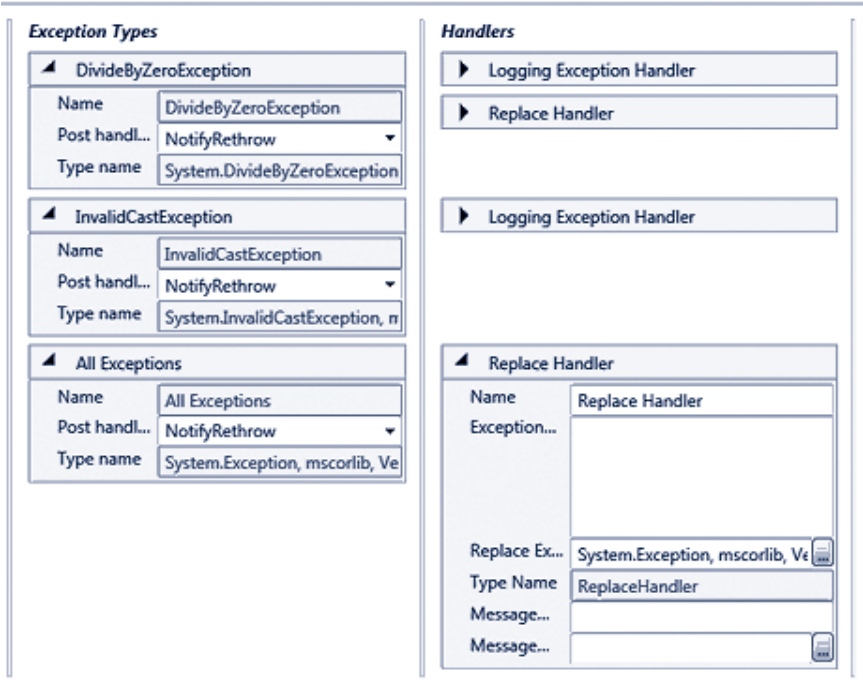 Exception Types
DivideByZeroException
Name DivideByZeroException
Post handl... NotifyRethrow
Type name System.DivideByZeroException
InvalidCastException
Name InvalidCastException
Post handl... NotifyRethrow
Type name System.InvalidCastException, m
All Exceptions
Name All Exceptions
Post handl... NotifyRethrow
Type name System.Exception, mscorlib, Ve
Handlers
Logging Exception Handler
Replace Handler
Logging Exception Handler
Replace Handler
Name Replace Handler
Exception...
Replace Ex... System.Exception, mscorlib, Ve
Type Name ReplaceHandler
Message...
Message...